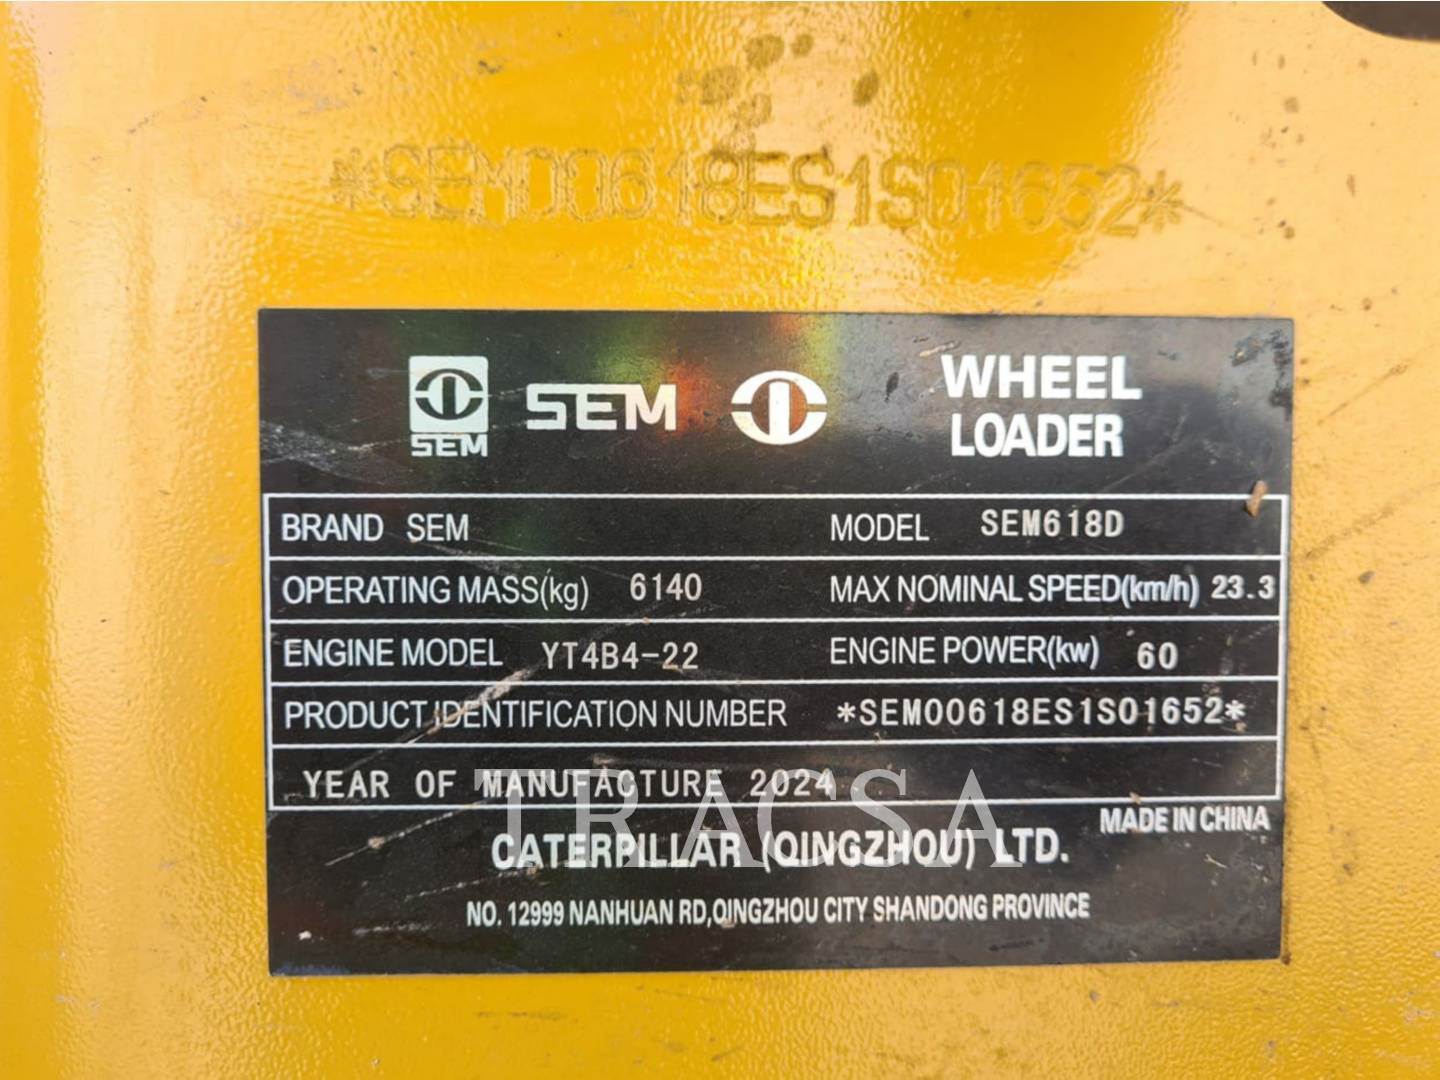 *SEM00618ES1S01652*
SEM
SEM
WHEEL
LOADER
BRAND SEM MODEL SEM618D
OPERATING MASS(kg) 6140 MAX NOMINAL SPEED(km/h) 23.3
ENGINE MODEL YT4B4-22 ENGINE POWER(kw) 60
PRODUCT IDENTIFICATION NUMBER *SEM00618ES1S01652*
YEAR OF MANUFACTURE 2024
TRACSA
MADE IN CHINA
CATERPILLAR (QINGZHOU) LTD.
NO. 12999 NANHUAN RD,QINGZHOU CITY SHANDONG PROVINCE